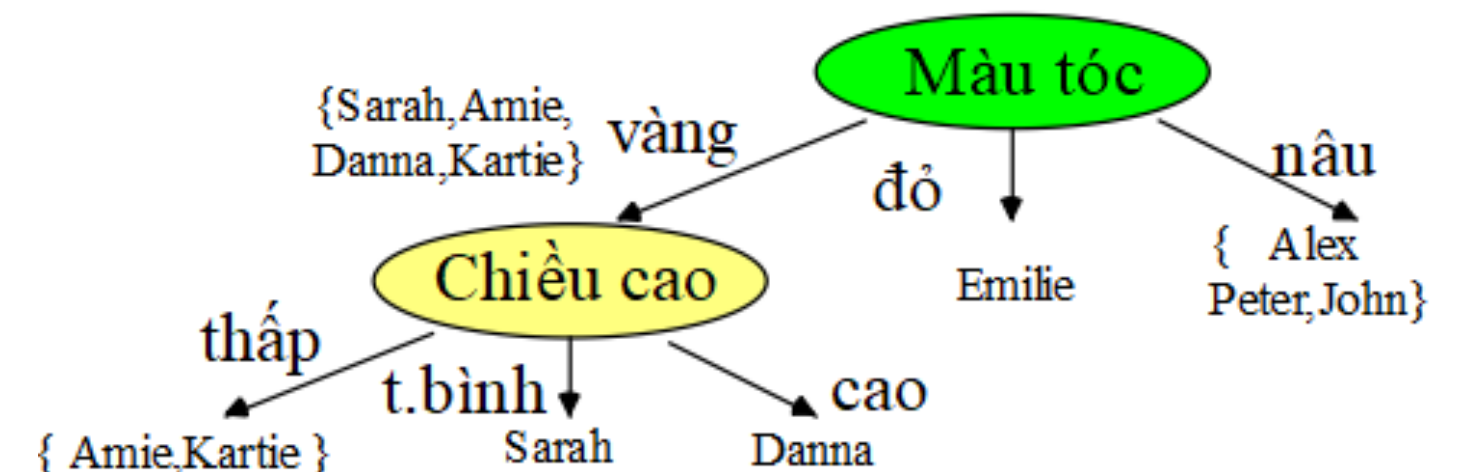 Màu tóc
{Sarah,Amie,
Danna,Kartie}
vàng
đỏ
nâu
Chiều cao
Emilie
{ Alex
Peter,John}
thấp
t.bình
cao
{ Amie,Kartie }
Sarah
Danna